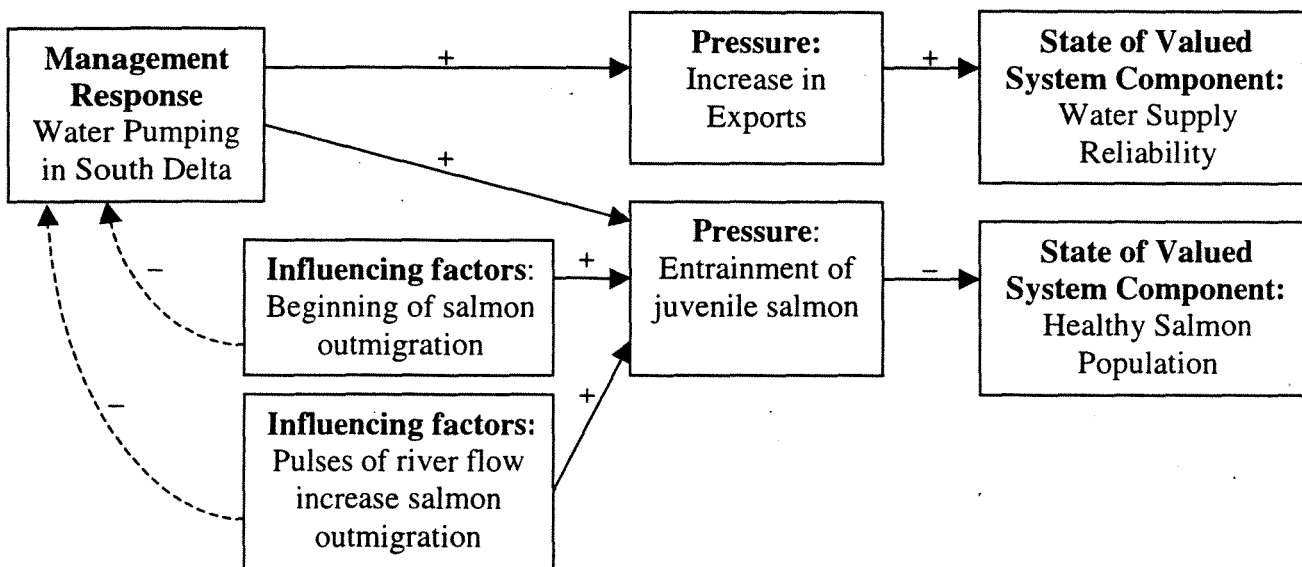 Management
Response
Water Pumping
in South Delta
+
Pressure:
Increase in
Exports
+
State of Valued
System Component:
Water Supply
Reliability
+
–
Influencing factors:
Beginning of salmon
outmigration
+
Pressure:
Entrainment of
juvenile salmon
–
State of Valued
System Component:
Healthy Salmon
Population
–
Influencing factors:
Pulses of river flow
increase salmon
outmigration
+